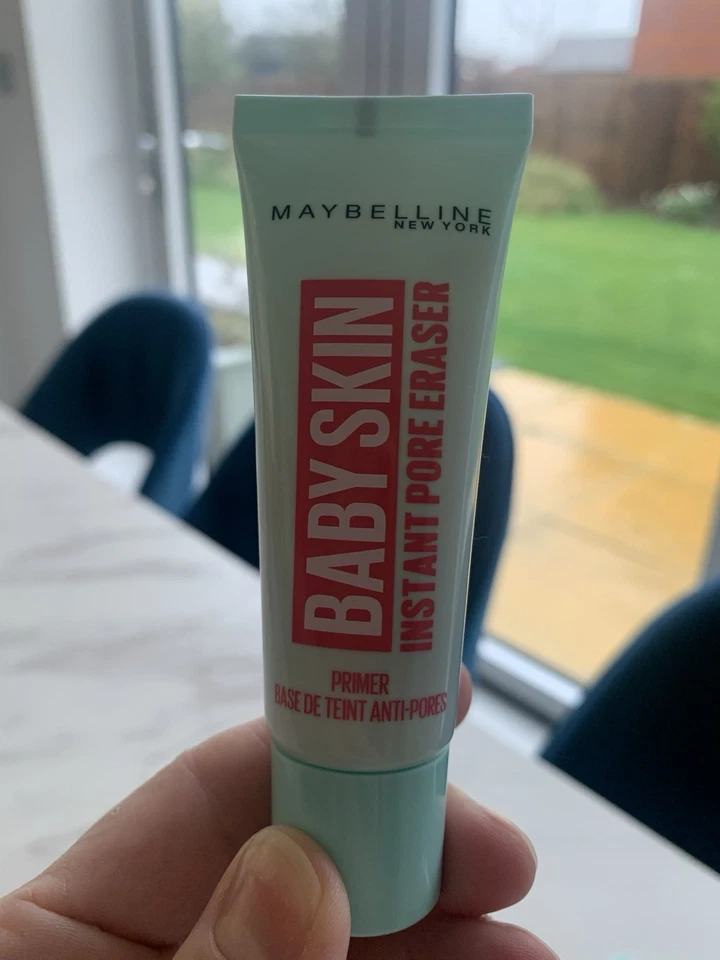 MAYBELLINE
NEW YORK
BABY SKIN
INSTANT PORE ERASER
PRIMER
BASE DE TEINT ANTI-PORES